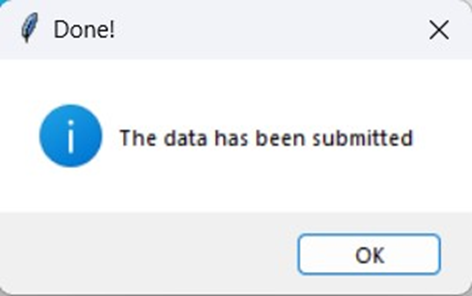 Done!
The data has been submitted
OK